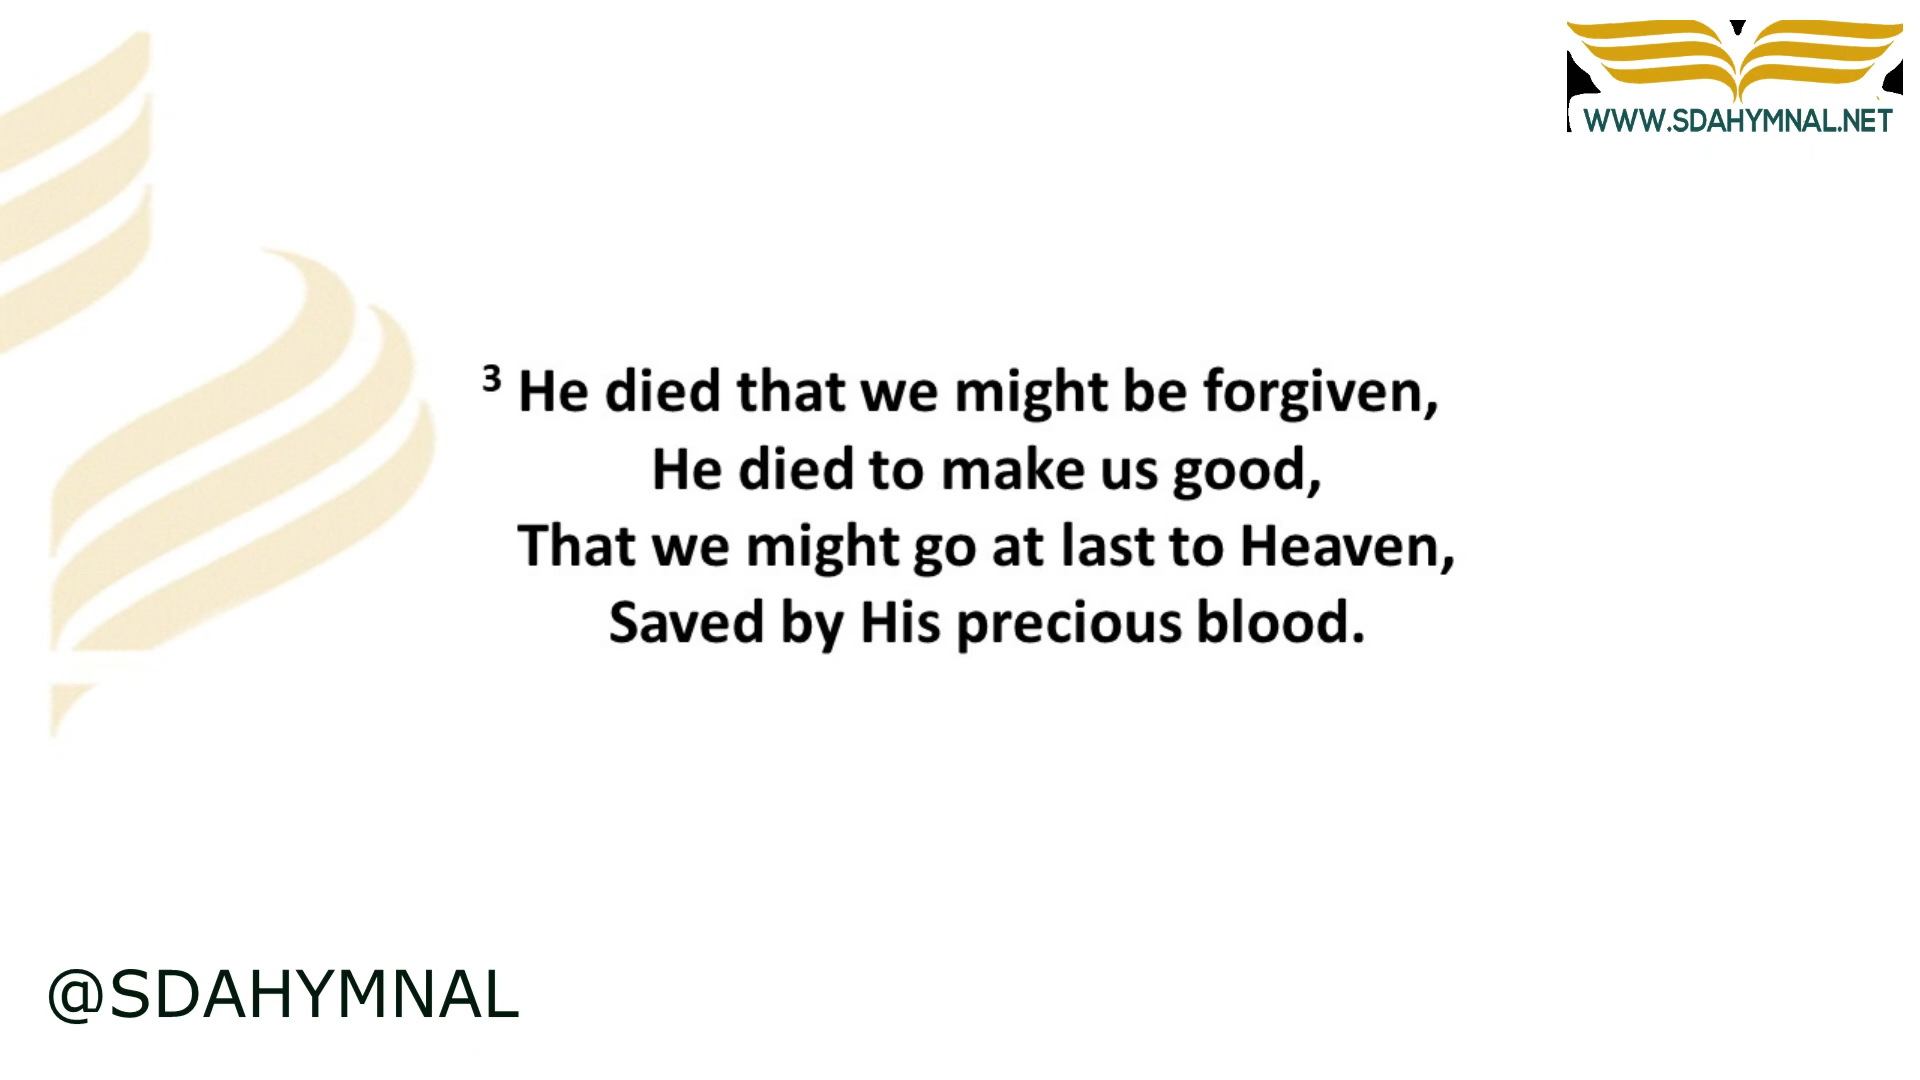 WWW.SDAHYMNAL.NET
³ He died that we might be forgiven,
He died to make us good,
That we might go at last to Heaven,
Saved by His precious blood.
@SDAHYMNAL